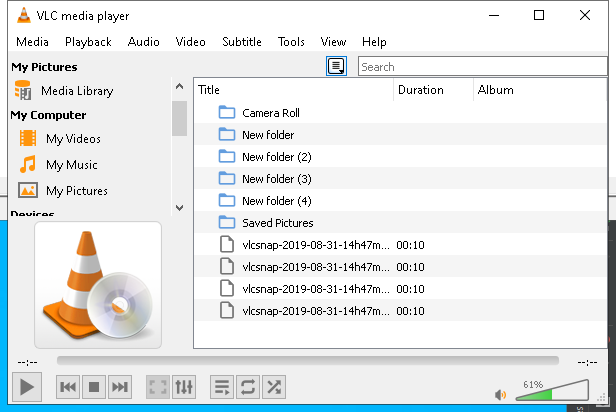 VLC media player
Media Playback Audio Video Subtitle Tools View Help
My Pictures
Search
Media Library
My Computer
My Videos
My Music
My Pictures
Devices
Title Duration Album
Camera Roll
New folder
New folder (2)
New folder (3)
New folder (4)
Saved Pictures
vlcsnap-2019-08-31-14h47m... 00:10
vlcsnap-2019-08-31-14h47m... 00:10
vlcsnap-2019-08-31-14h47m... 00:10
vlcsnap-2019-08-31-14h47m... 00:10
--:-- --:--
61%